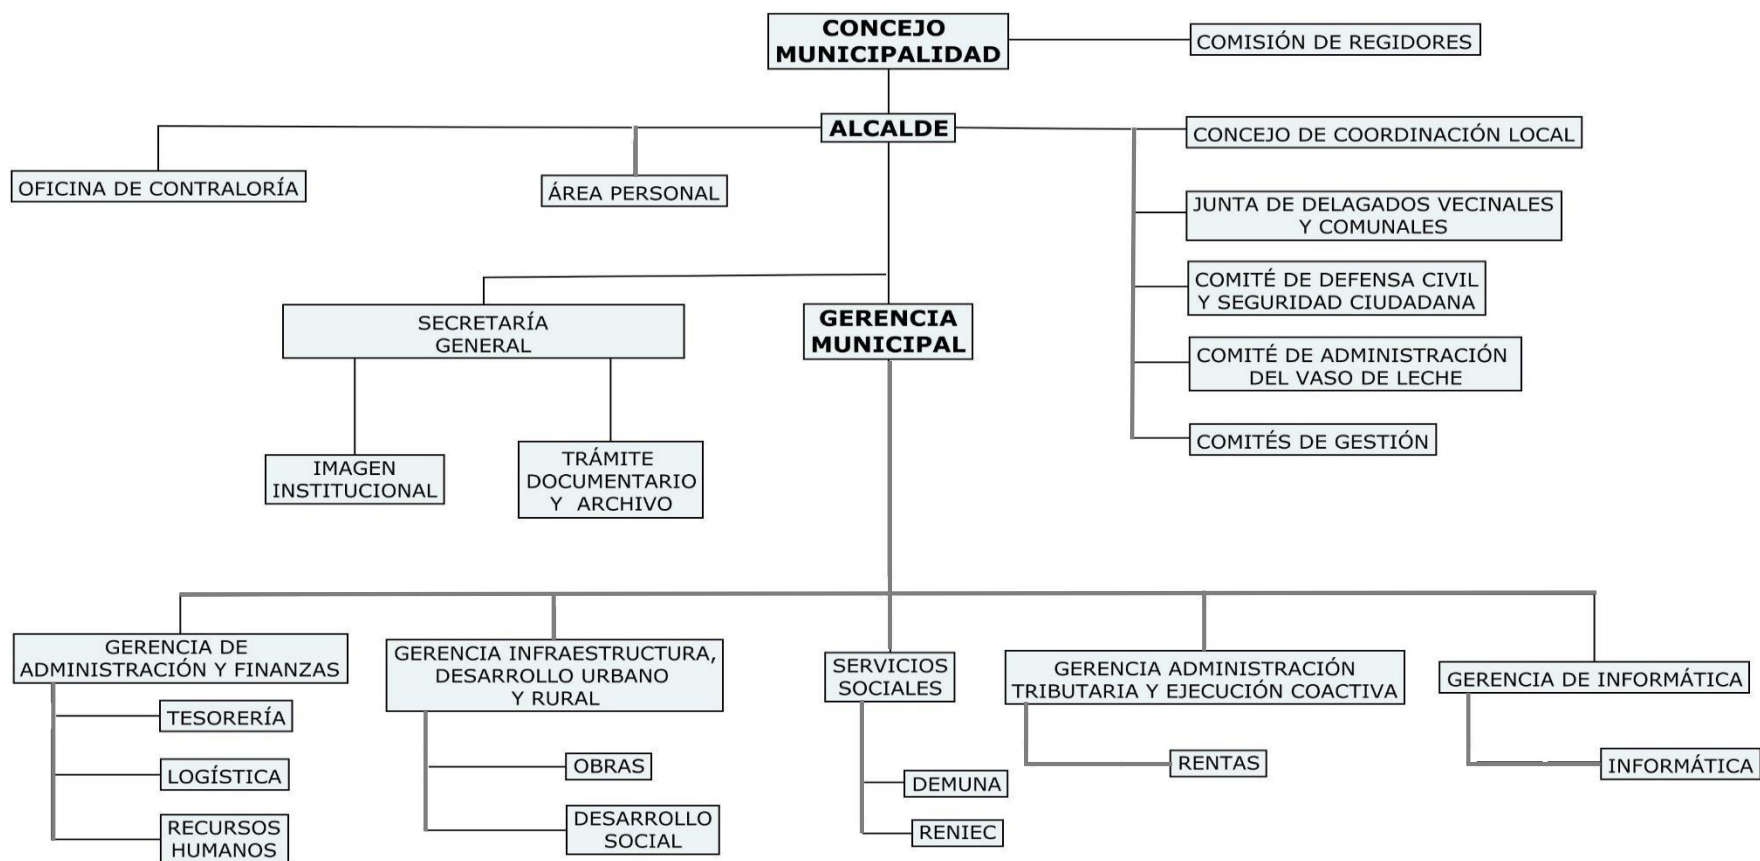 CONCEJO
MUNICIPALIDAD
COMISIÓN DE REGIDORES
ALCALDE
CONCEJO DE COORDINACIÓN LOCAL
OFICINA DE CONTRALORÍA
ÁREA PERSONAL
JUNTA DE DELAGADOS VECINALES
Y COMUNALES
COMITÉ DE DEFENSA CIVIL
Y SEGURIDAD CIUDADANA
SECRETARÍA
GENERAL
GERENCIA
MUNICIPAL
COMITÉ DE ADMINISTRACIÓN
DEL VASO DE LECHE
COMITÉS DE GESTIÓN
IMAGEN
INSTITUCIONAL
TRÁMITE
DOCUMENTARIO
Y ARCHIVO
GERENCIA DE
ADMINISTRACIÓN Y FINANZAS
GERENCIA INFRAESTRUCTURA,
DESARROLLO URBANO
Y RURAL
SERVICIOS
SOCIALES
GERENCIA ADMINISTRACIÓN
TRIBUTARIA Y EJECUCIÓN COACTIVA
GERENCIA DE INFORMÁTICA
TESORERÍA
LOGÍSTICA
RECURSOS
HUMANOS
OBRAS
DESARROLLO
SOCIAL
DEMUNA
RENIEC
RENTAS
INFORMÁTICA